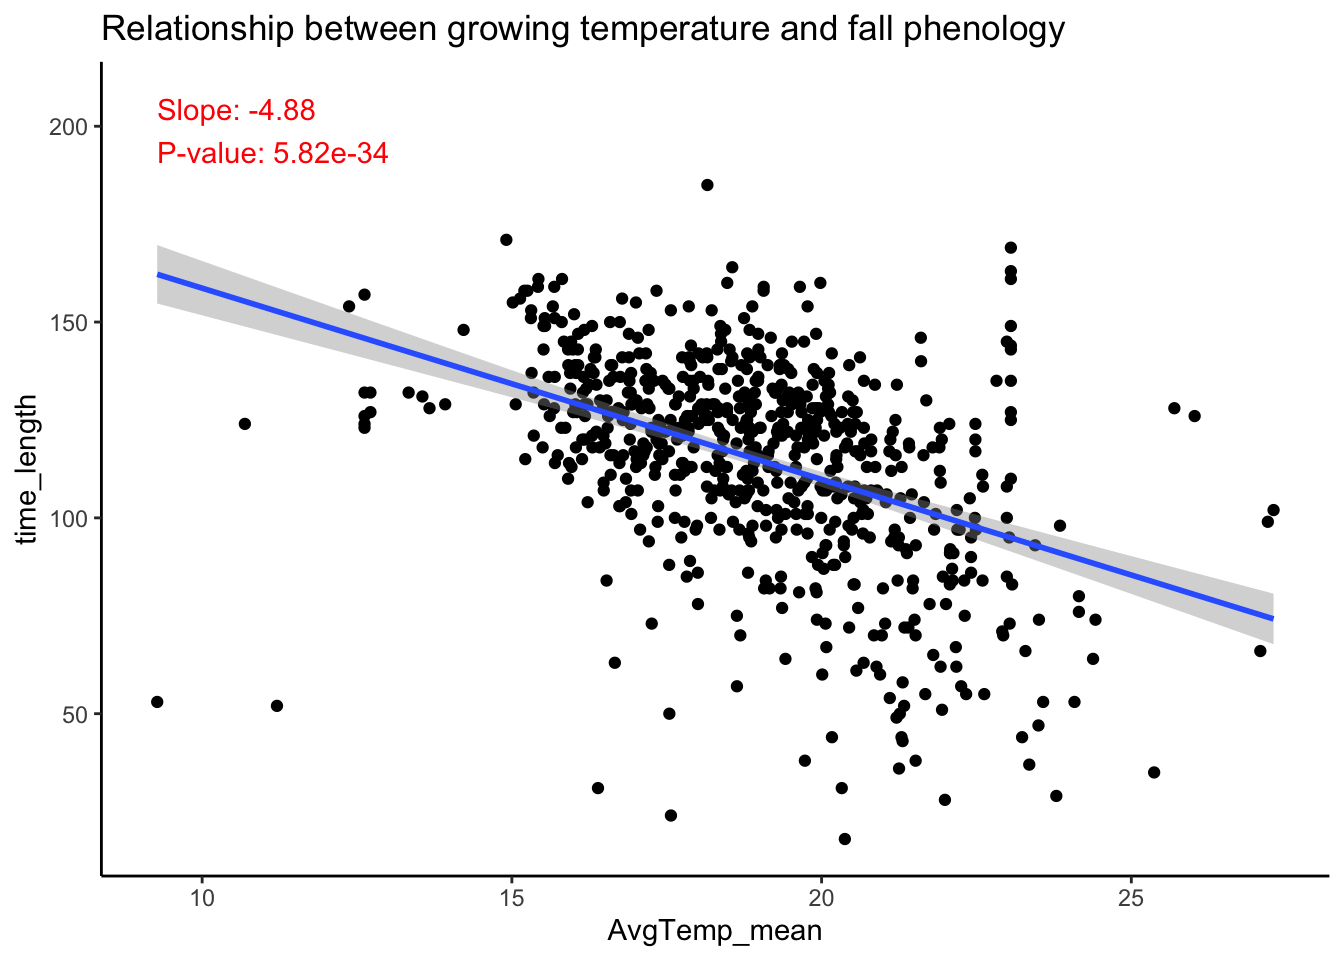 Relationship between growing temperature and fall phenology
Slope: -4.88
P-value: 5.82e-34
200
150
100
50
time_length
10 15 20 25
AvgTemp_mean